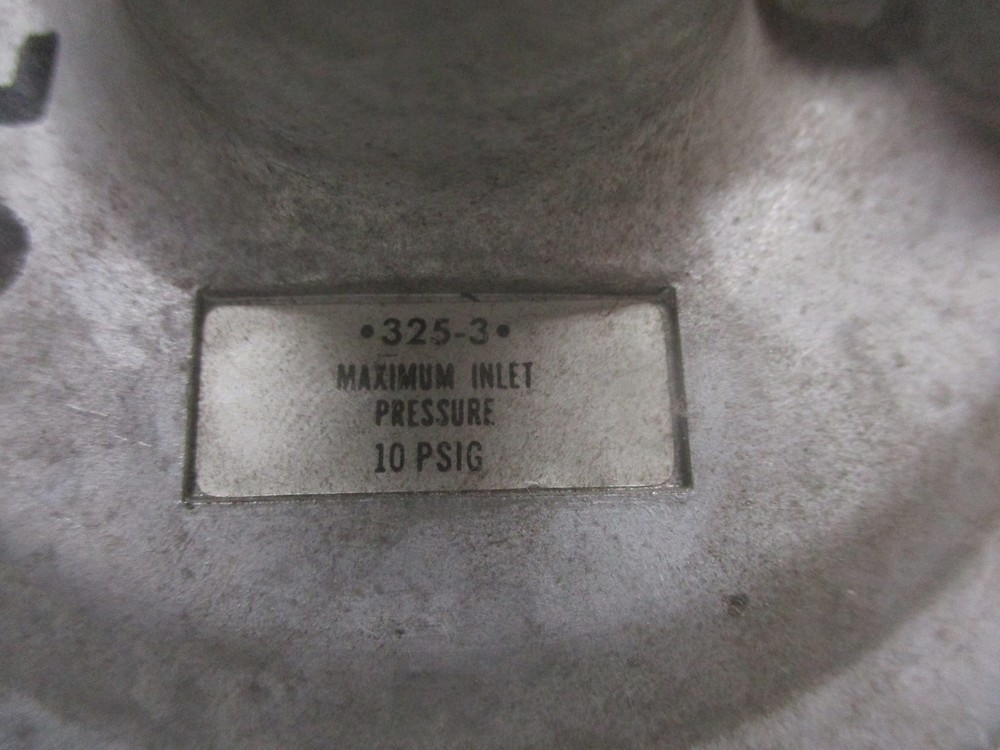 •325-3•
MAXIMUM INLET
PRESSURE
10 PSIG